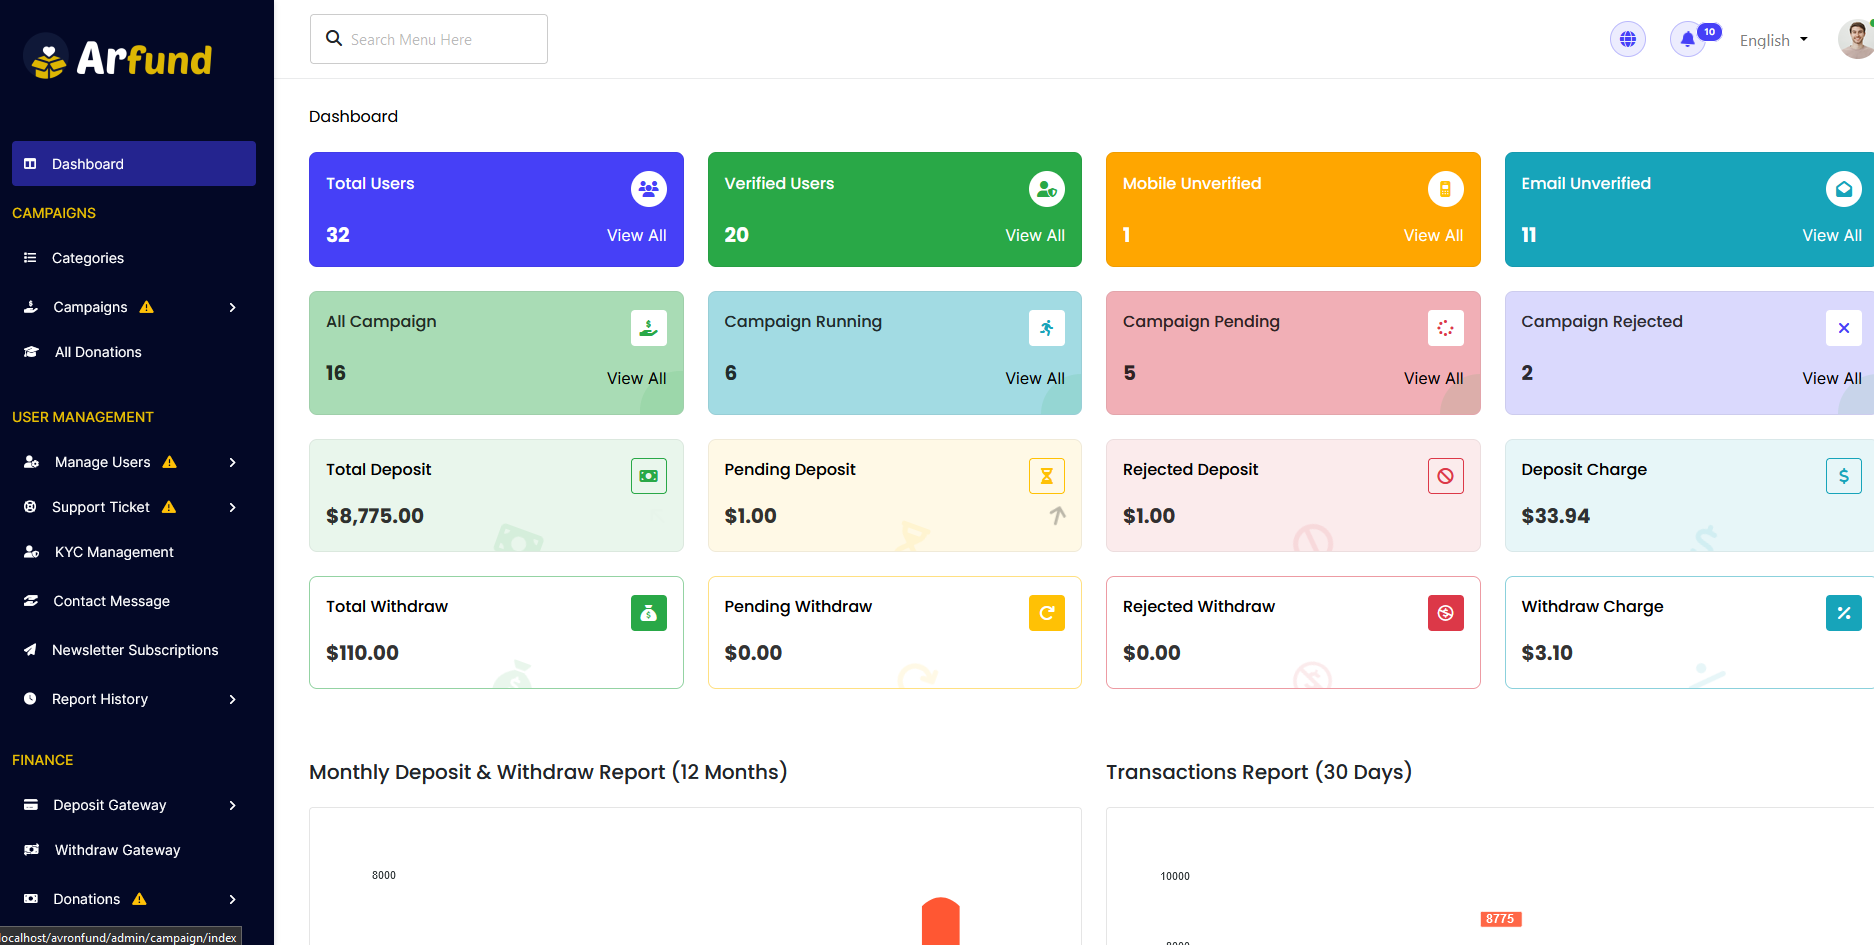 Arfund
Search Menu Here
10
English
Dashboard
CAMPAIGNS
Categories
Campaigns
All Donations
USER MANAGEMENT
Manage Users
Support Ticket
KYC Management
Contact Message
Newsletter Subscriptions
Report History
FINANCE
Deposit Gateway
Withdraw Gateway
Donations
localhost/avronfund/admin/campaign/index
Dashboard
Total Users
32
View All
Verified Users
20
View All
Mobile Unverified
1
View All
Email Unverified
11
View All
All Campaign
16
View All
Campaign Running
6
View All
Campaign Pending
5
View All
Campaign Rejected
2
View All
Total Deposit
$8,775.00
Pending Deposit
$1.00
Rejected Deposit
$1.00
Deposit Charge
$33.94
Total Withdraw
$110.00
Pending Withdraw
$0.00
Rejected Withdraw
$0.00
Withdraw Charge
$3.10
Monthly Deposit & Withdraw Report (12 Months)
8000
Transactions Report (30 Days)
10000
8775